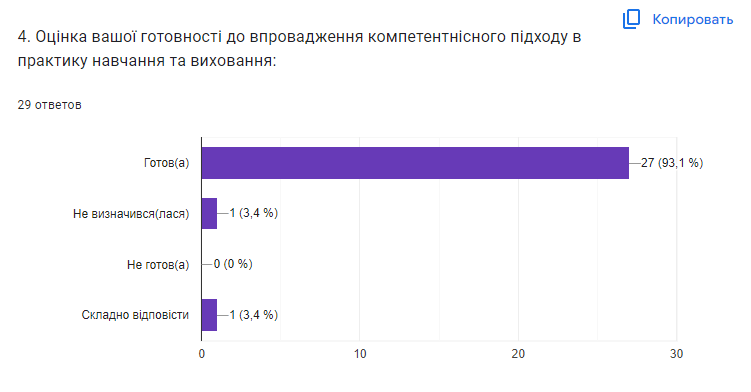 Копировать
4. Оцінка вашої готовності до впровадження компетентнісного підходу в
практику навчання та виховання:
29 ответов
Готов(а)
27 (93,1 %)
Не визначився(лася)
1 (3,4 %)
Не готов(а)
0 (0 %)
Складно відповісти
1 (3,4 %)
0
10
20
30